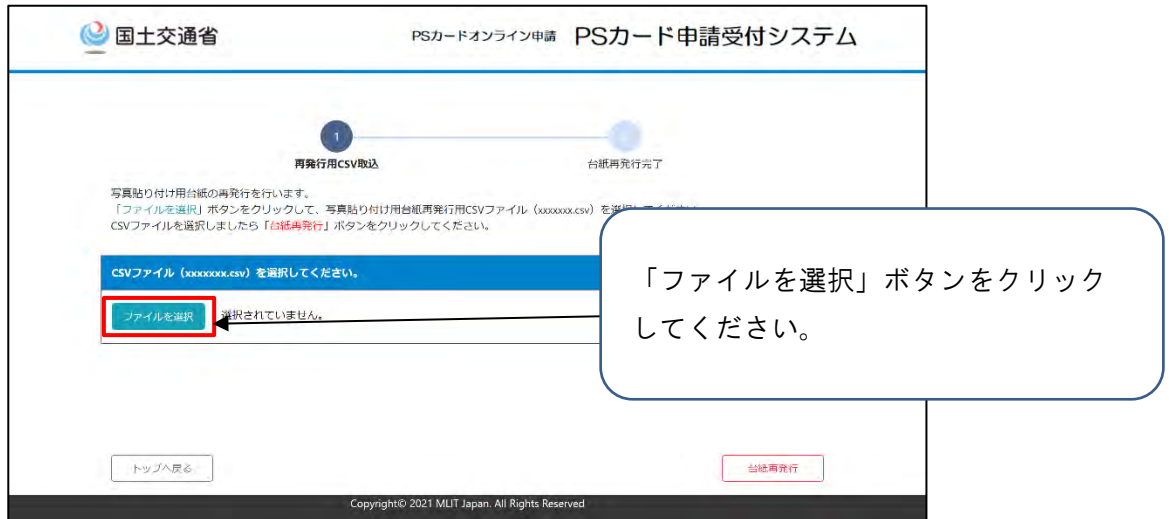 国土交通省
PSカードオンライン申請 PSカード申請受付システム
1
再発行用CSV取込
台紙再発行完了
写真貼り付け用台紙の再発行を行います。
「ファイルを選択」ボタンをクリックして、写真貼り付け用台紙再発行用CSVファイル（xxxxxxx.csv）を選択してください
CSVファイルを選択しましたら「台紙再発行」ボタンをクリックしてください。
CSVファイル（xxxxxxx.csv）を選択してください。
ファイルを選択 選択されていません。
「ファイルを選択」ボタンをクリック
してください。
トップへ戻る
台紙再発行
Copyright© 2021 MLIT Japan. All Rights Reserved